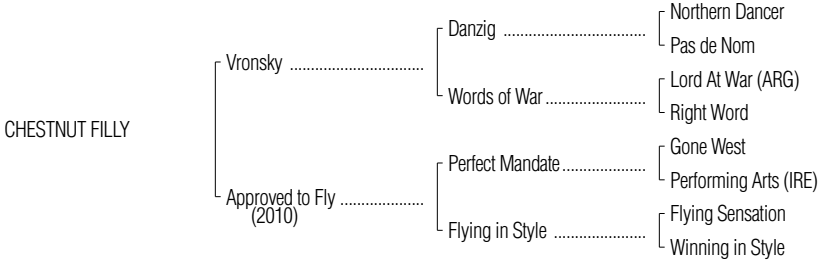 Northern Dancer
Danzig ..................................
Pas de Nom
Vronsky ................................
Lord At War (ARG)
Words of War........................
Right Word
CHESTNUT FILLY
Gone West
Perfect Mandate....................
Performing Arts (IRE)
Approved to Fly ....................
(2010)
Flying Sensation
Flying in Style ......................
Winning in Style